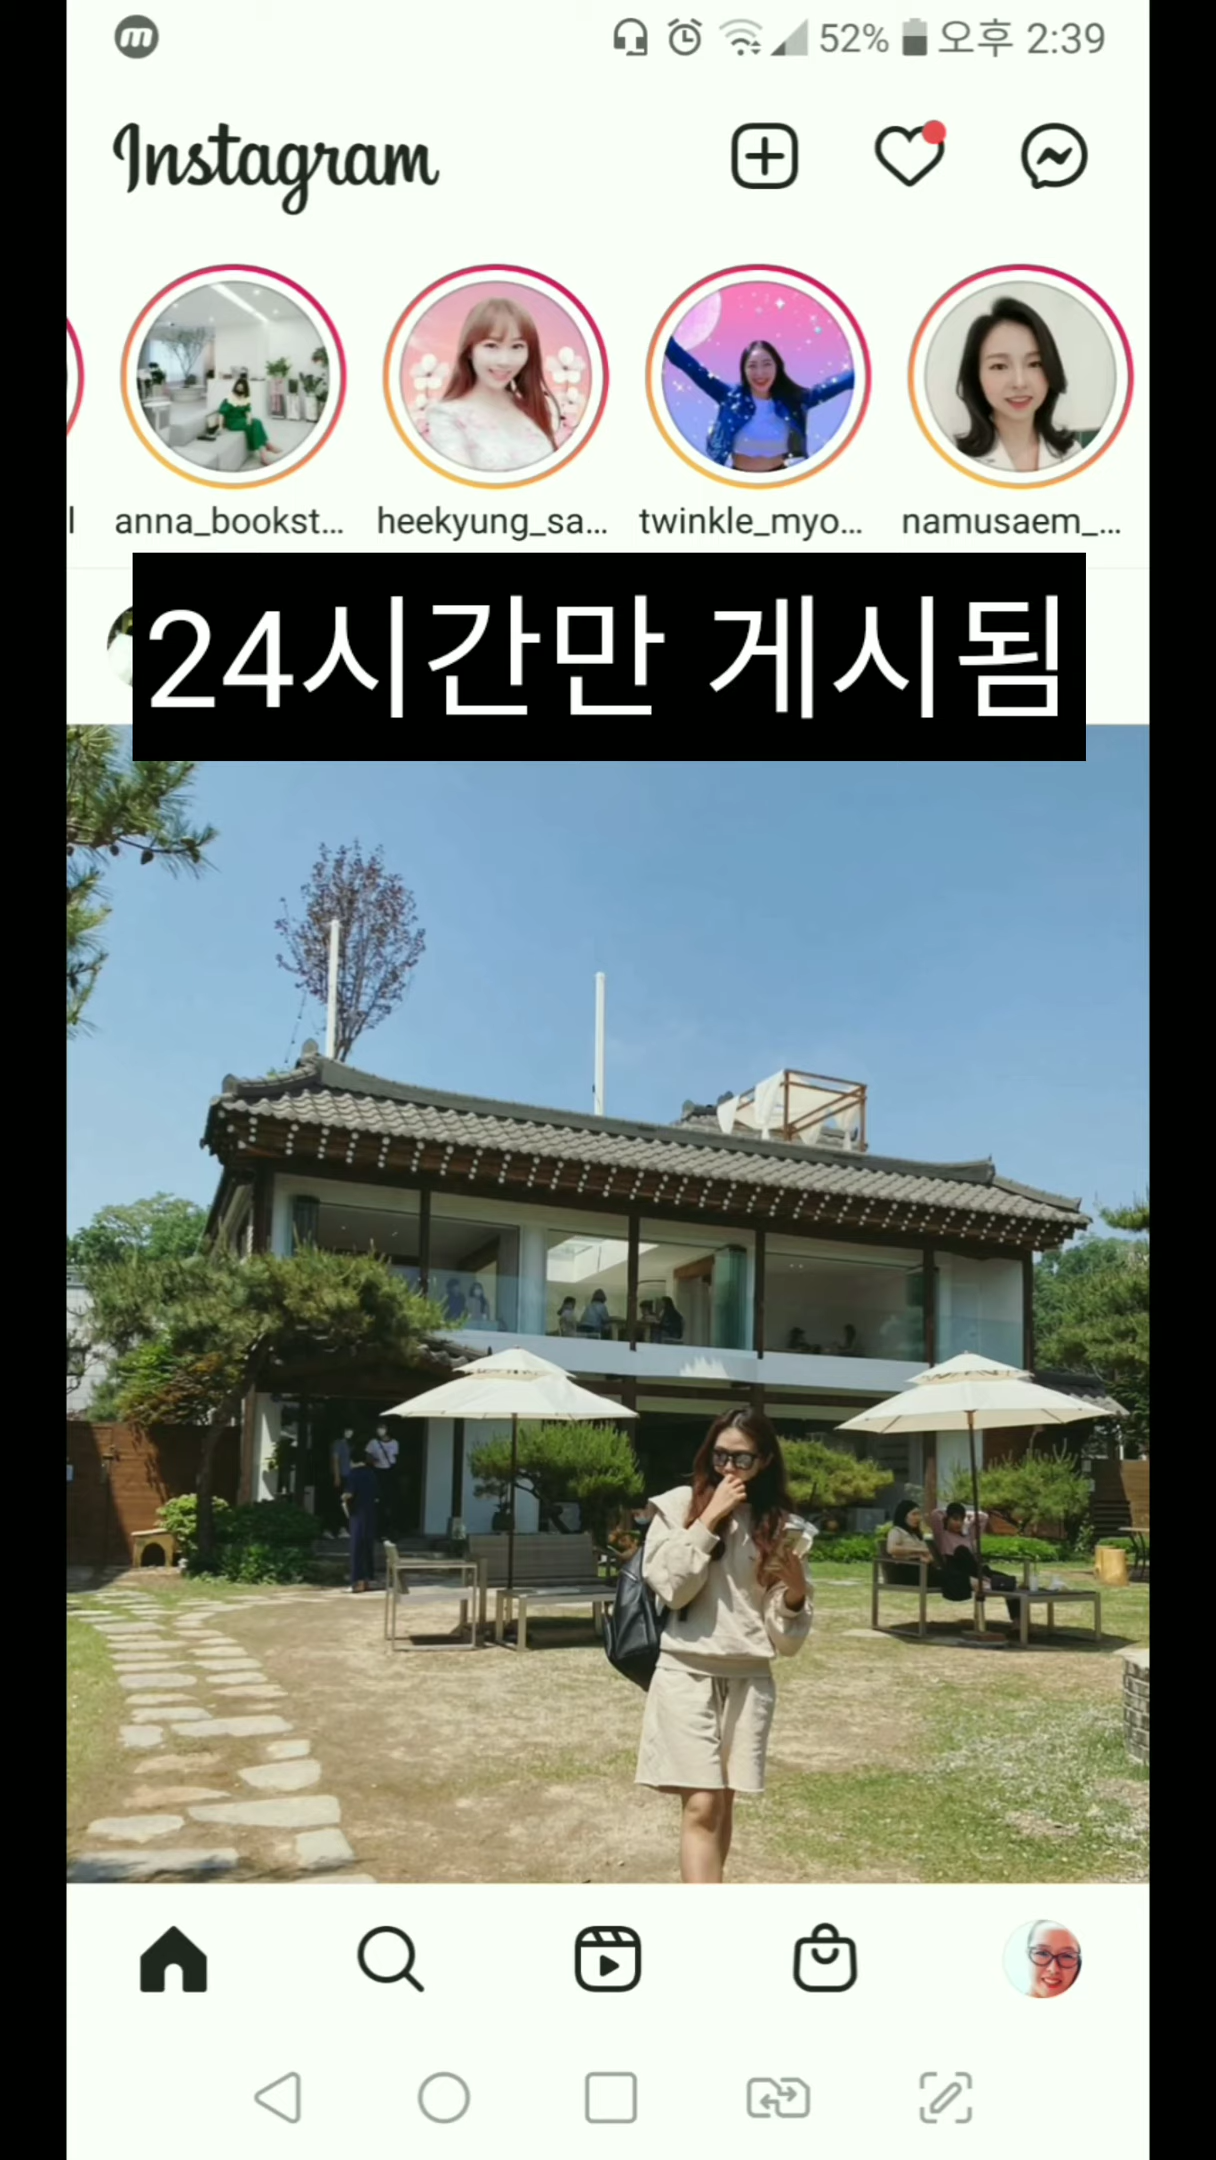 52% 오후 2:39
Instagram
l anna_bookst... heekyung_sa... twinkle_myo... namusaem_...
24시간만 게시됨